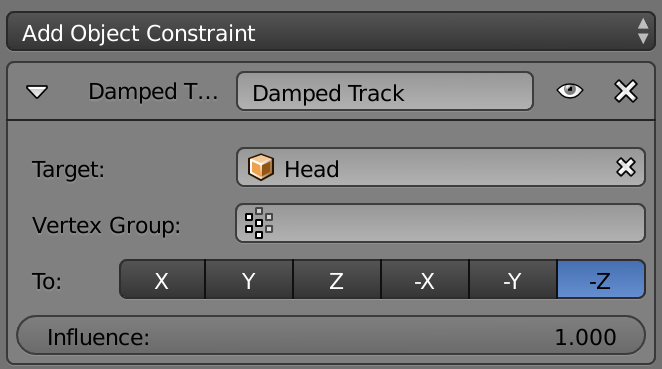 Add Object Constraint
Damped T... Damped Track
Target: Head
Vertex Group:
To: X Y Z -X -Y -Z
Influence: 1.000